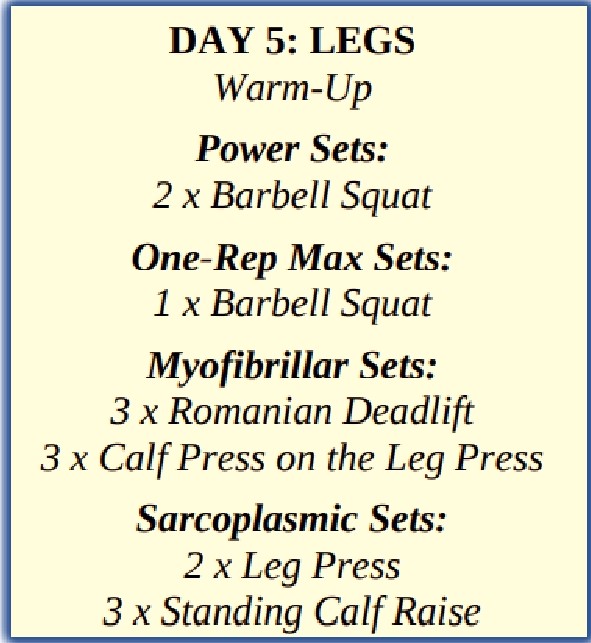 DAY 5: LEGS
Warm-Up
Power Sets:
2 x Barbell Squat
One-Rep Max Sets:
1 x Barbell Squat
Myofibrillar Sets:
3 x Romanian Deadlift
3 x Calf Press on the Leg Press
Sarcoplasmic Sets:
2 x Leg Press
3 x Standing Calf Raise